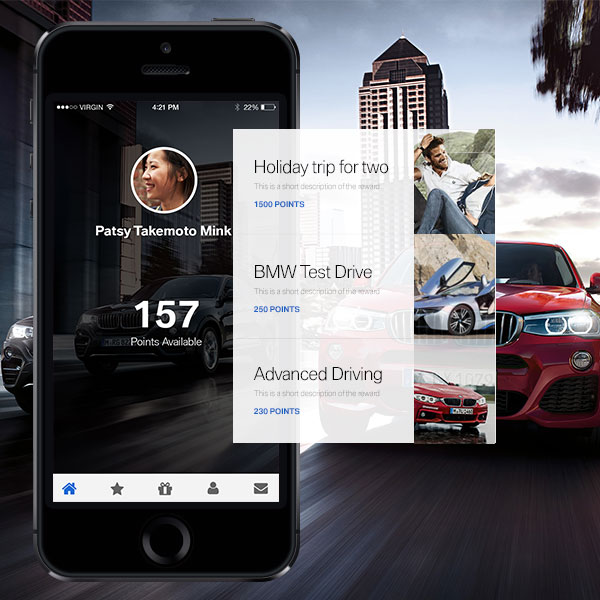 VIRGIN 4:21 PM 22%
Patsy Takemoto Mink
157
Points Available
Holiday trip for two
This is a short description of the reward
1500 POINTS
BMW Test Drive
This is a short description of the reward
250 POINTS
Advanced Driving
This is a short description of the reward
230 POINTS